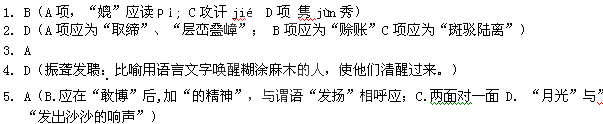 1. B（A项，“媲”应读pì；C攻讦jié D项 隽jùn秀）
2. D（A项应为“取缔”、“层峦叠嶂”； B项应为“赊账”C项应为“斑驳陆离”）
3. A
4. D（振聋发聩：比喻用语言文字唤醒糊涂麻木的人，使他们清醒过来。）
5. A（B.应在“敢博”后,加“的精神”，与谓语“发扬”相呼应；C.两面对一面 D. “月光”与”
“发出沙沙的响声”）